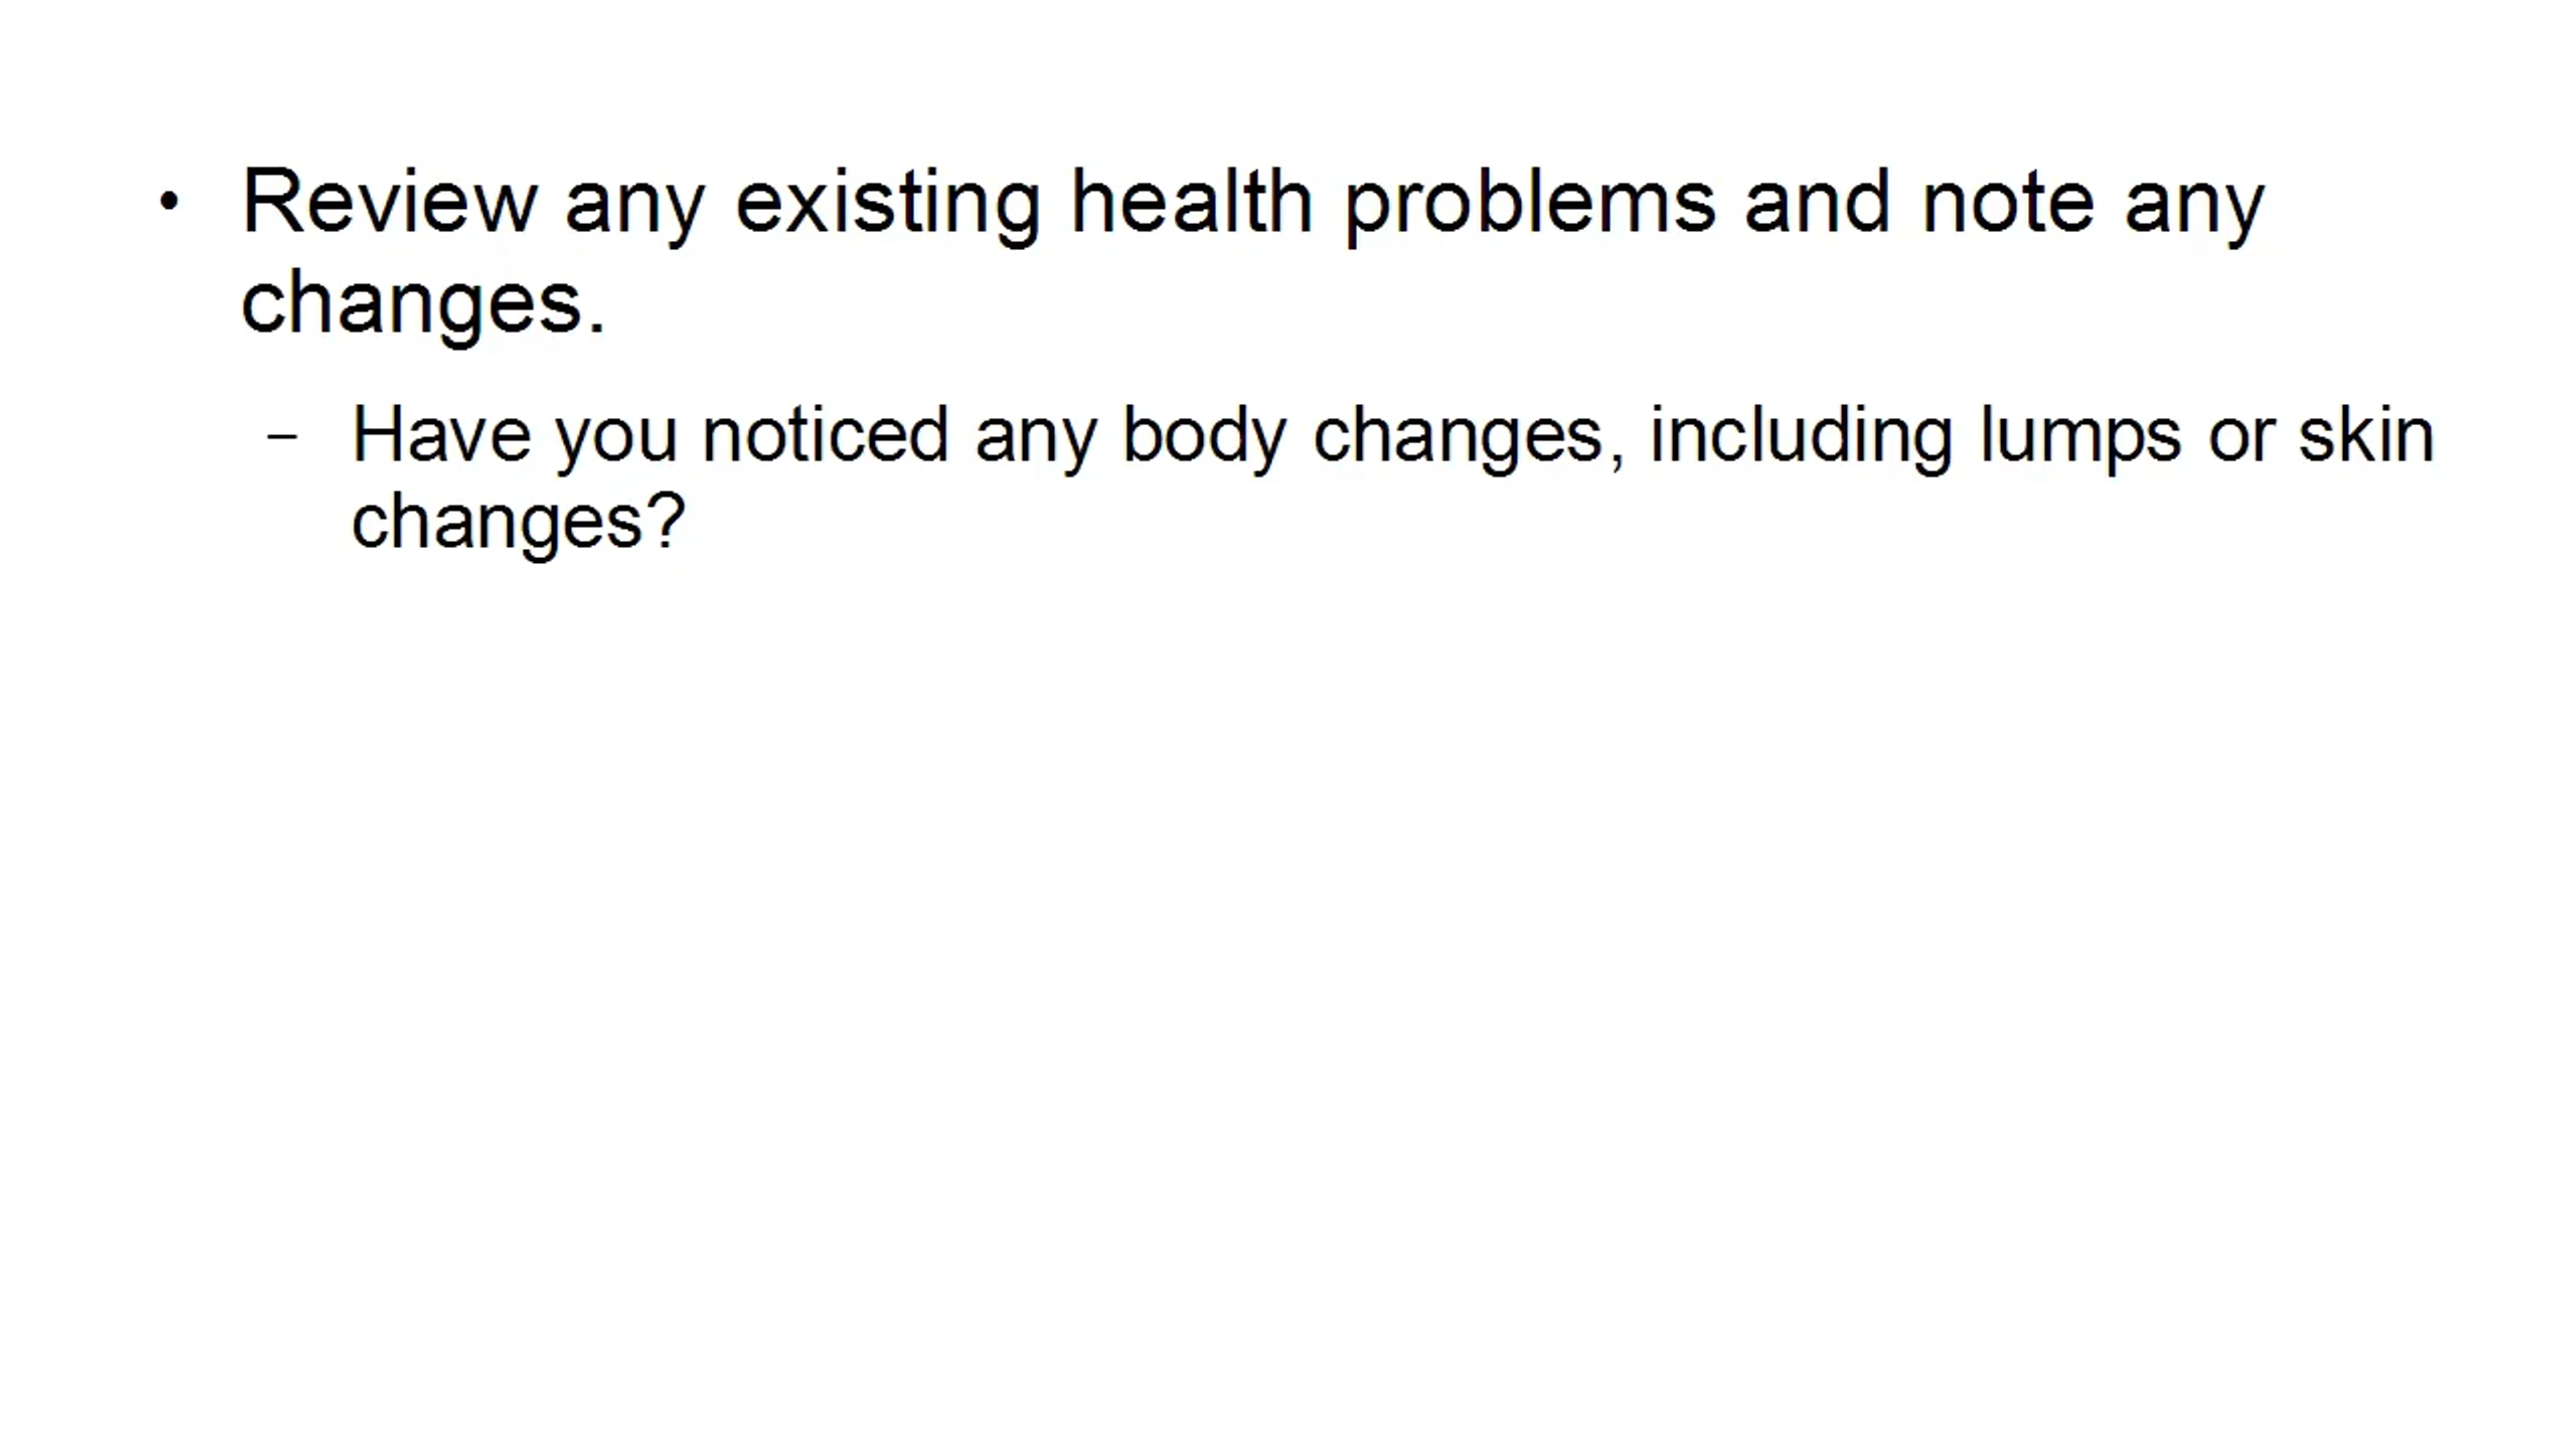 • Review any existing health problems and note any
changes.
– Have you noticed any body changes, including lumps or skin
changes?